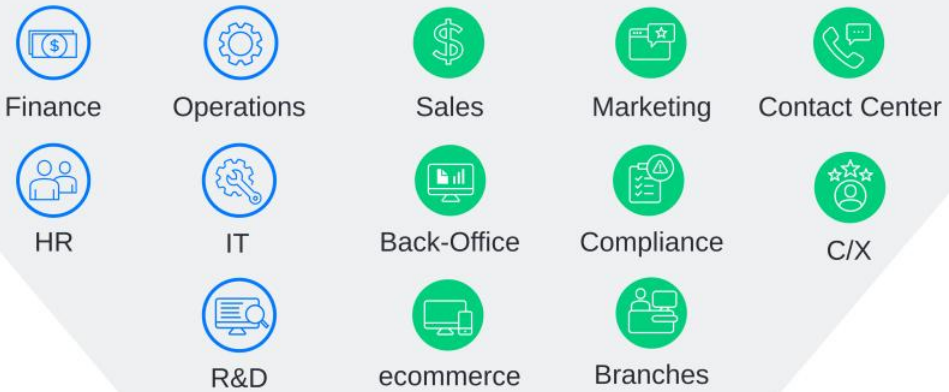 Finance
Operations
Sales
Marketing
Contact Center
HR
IT
Back-Office
Compliance
C/X
R&D
ecommerce
Branches